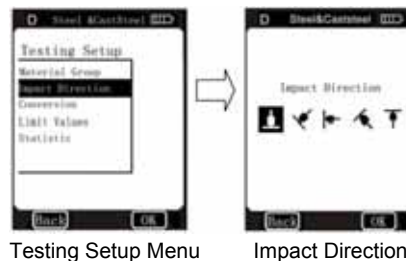 D Steel &CastSteel
Testing Setup
Material Group
Impact Direction
Conversion
Limit Values
Statistic
Back OK
Testing Setup Menu
D Steel&Caststeel
Impact Direction
Back OK
Impact Direction